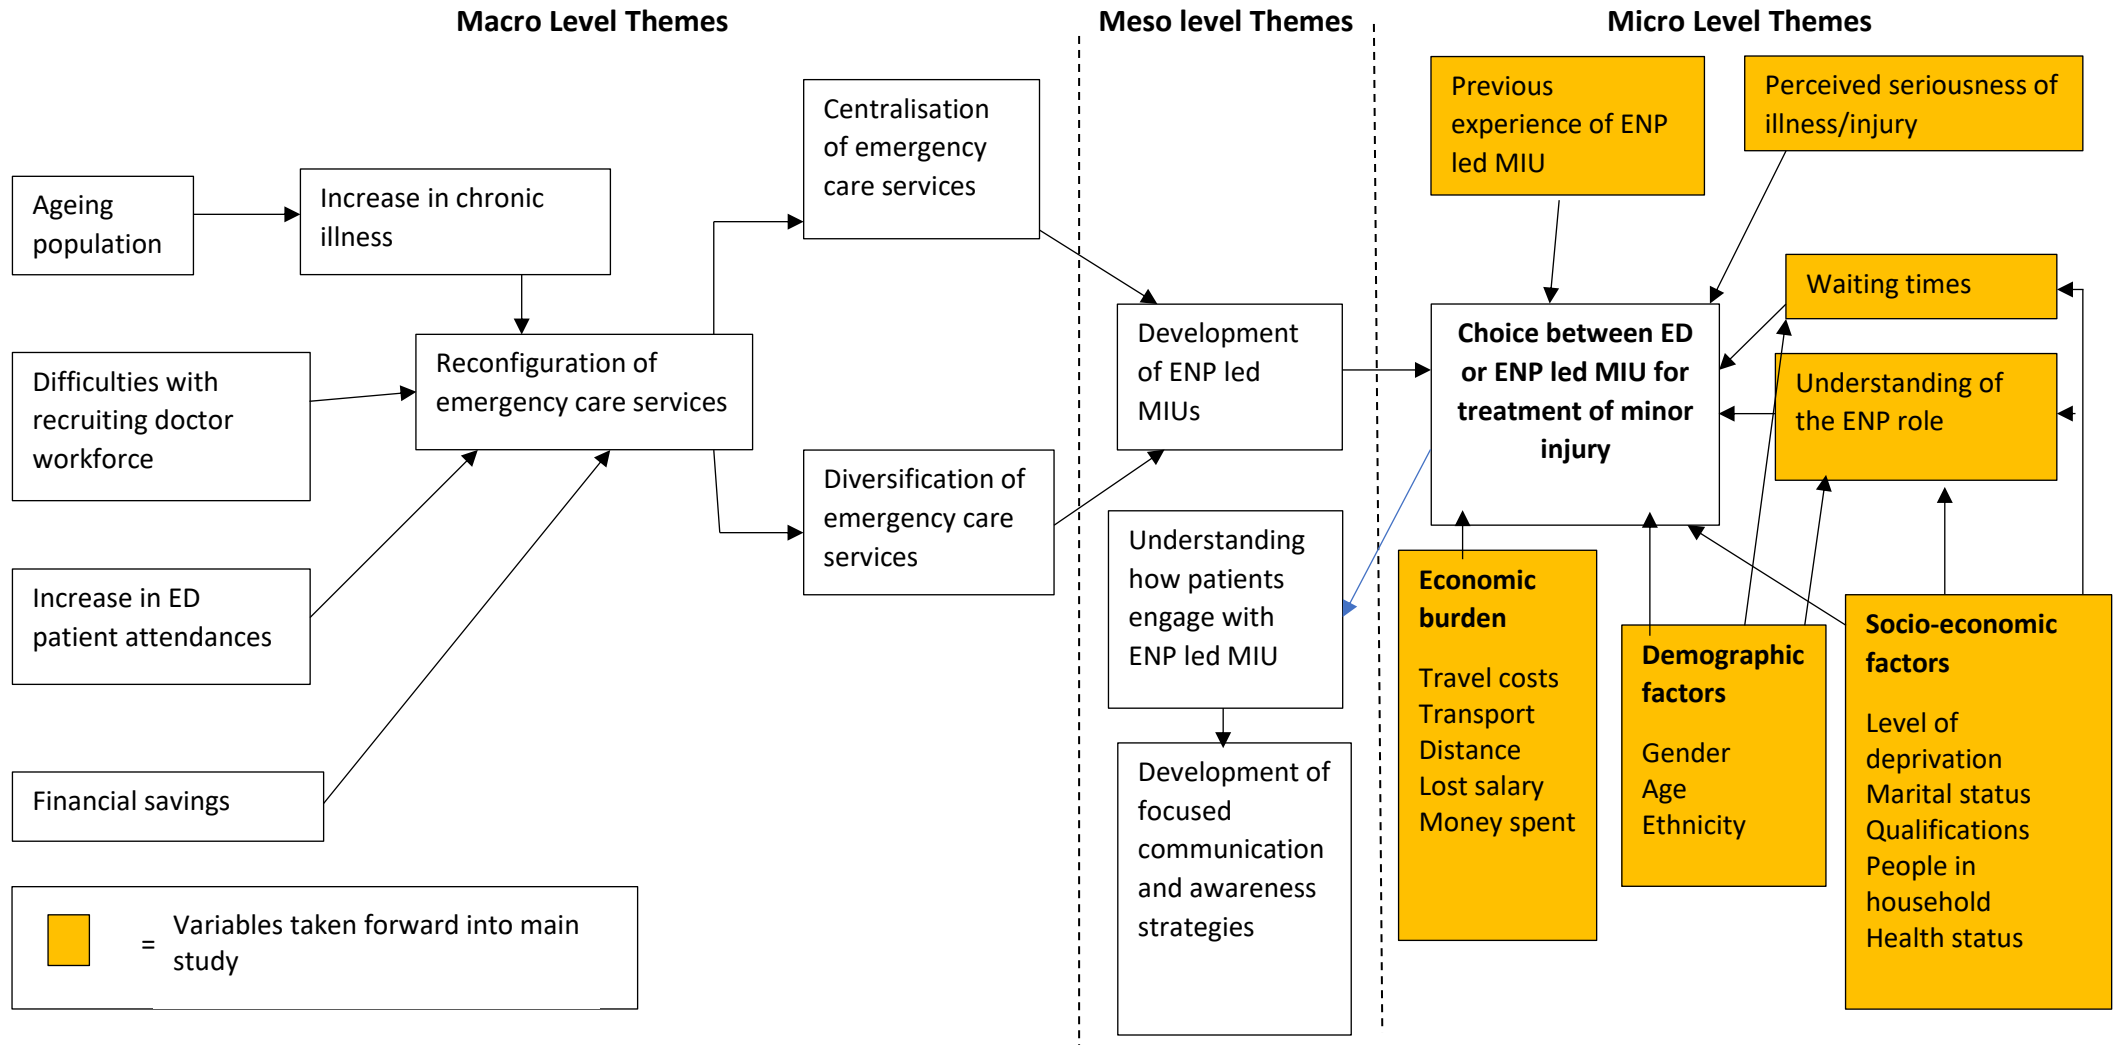 Macro Level Themes
Meso level Themes
Micro Level Themes
Ageing
population
Increase in chronic
illness
Difficulties with
recruiting doctor
workforce
Increase in ED
patient attendances
Financial savings
Reconfiguration of
emergency care services
Centralisation
of emergency
care services
Diversification of
emergency care
services
=
Variables taken forward into main
study
Development
of ENP led
MIUs
Understanding
how patients
engage with
ENP led MIU
Development of
focused
communication
and awareness
strategies
Previous
experience of ENP
led MIU
Perceived seriousness of
illness/injury
Waiting times
Understanding of
the ENP role
Choice between ED
or ENP led MIU for
treatment of minor
injury
Economic
burden
Travel costs
Transport
Distance
Lost salary
Money spent
Demographic
factors
Gender
Age
Ethnicity
Socio-economic
factors
Level of
deprivation
Marital status
Qualifications
People in
household
Health status